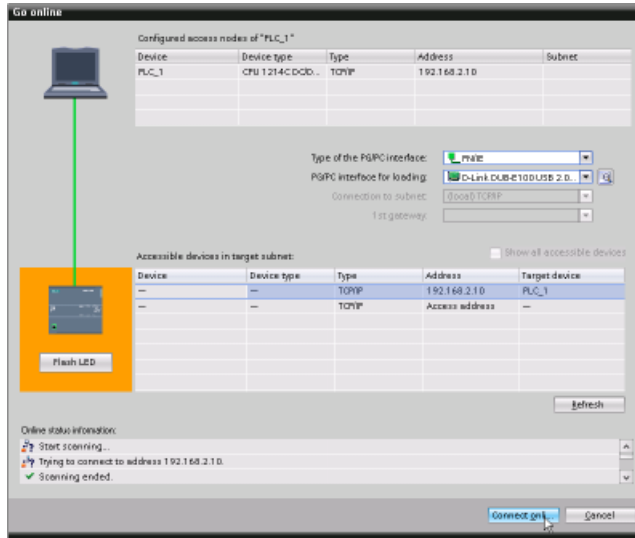 Go online
Configured access nodes of "PLC_1"
Device Device type Type Address Subnet
PLC_1 CPU 1214C DC/D... TCP/IP 192.168.2.10
Type of the PG/PC interface: PN/IE
PG/PC interface for loading: D-Link DUB-E100 USB 2.0...
Connection to subnet: (local) TCP/IP
1st gateway:
Show all accessible devices
Accessible devices in target subnet:
Device Device type Type Address Target device
— — TCP/IP 192.168.2.10 PLC_1
— — TCP/IP Access address —
Flash LED
Refresh
Online status information:
Start scanning...
Trying to connect to address 192.168.2.10.
Scanning ended.
Connect onli... Cancel